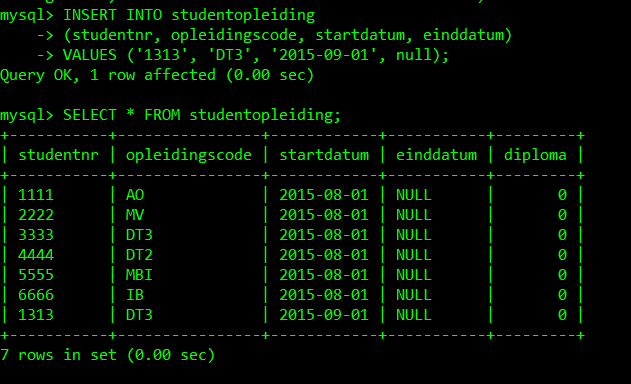 mysql> INSERT INTO studentopleiding
    -> (studentnr, opleidingscode, startdatum, einddatum)
    -> VALUES ('1313', 'DT3', '2015-09-01', null);
Query OK, 1 row affected (0.00 sec)

mysql> SELECT * FROM studentopleiding;
+-----------+----------------+------------+-----------+---------+
| studentnr | opleidingscode | startdatum | einddatum | diploma |
+-----------+----------------+------------+-----------+---------+
| 1111      | AO             | 2015-08-01 | NULL      |       0 |
| 2222      | MV             | 2015-08-01 | NULL      |       0 |
| 3333      | DT3            | 2015-08-01 | NULL      |       0 |
| 4444      | DT2            | 2015-08-01 | NULL      |       0 |
| 5555      | MBI            | 2015-08-01 | NULL      |       0 |
| 6666      | IB             | 2015-08-01 | NULL      |       0 |
| 1313      | DT3            | 2015-09-01 | NULL      |       0 |
+-----------+----------------+------------+-----------+---------+
7 rows in set (0.00 sec)